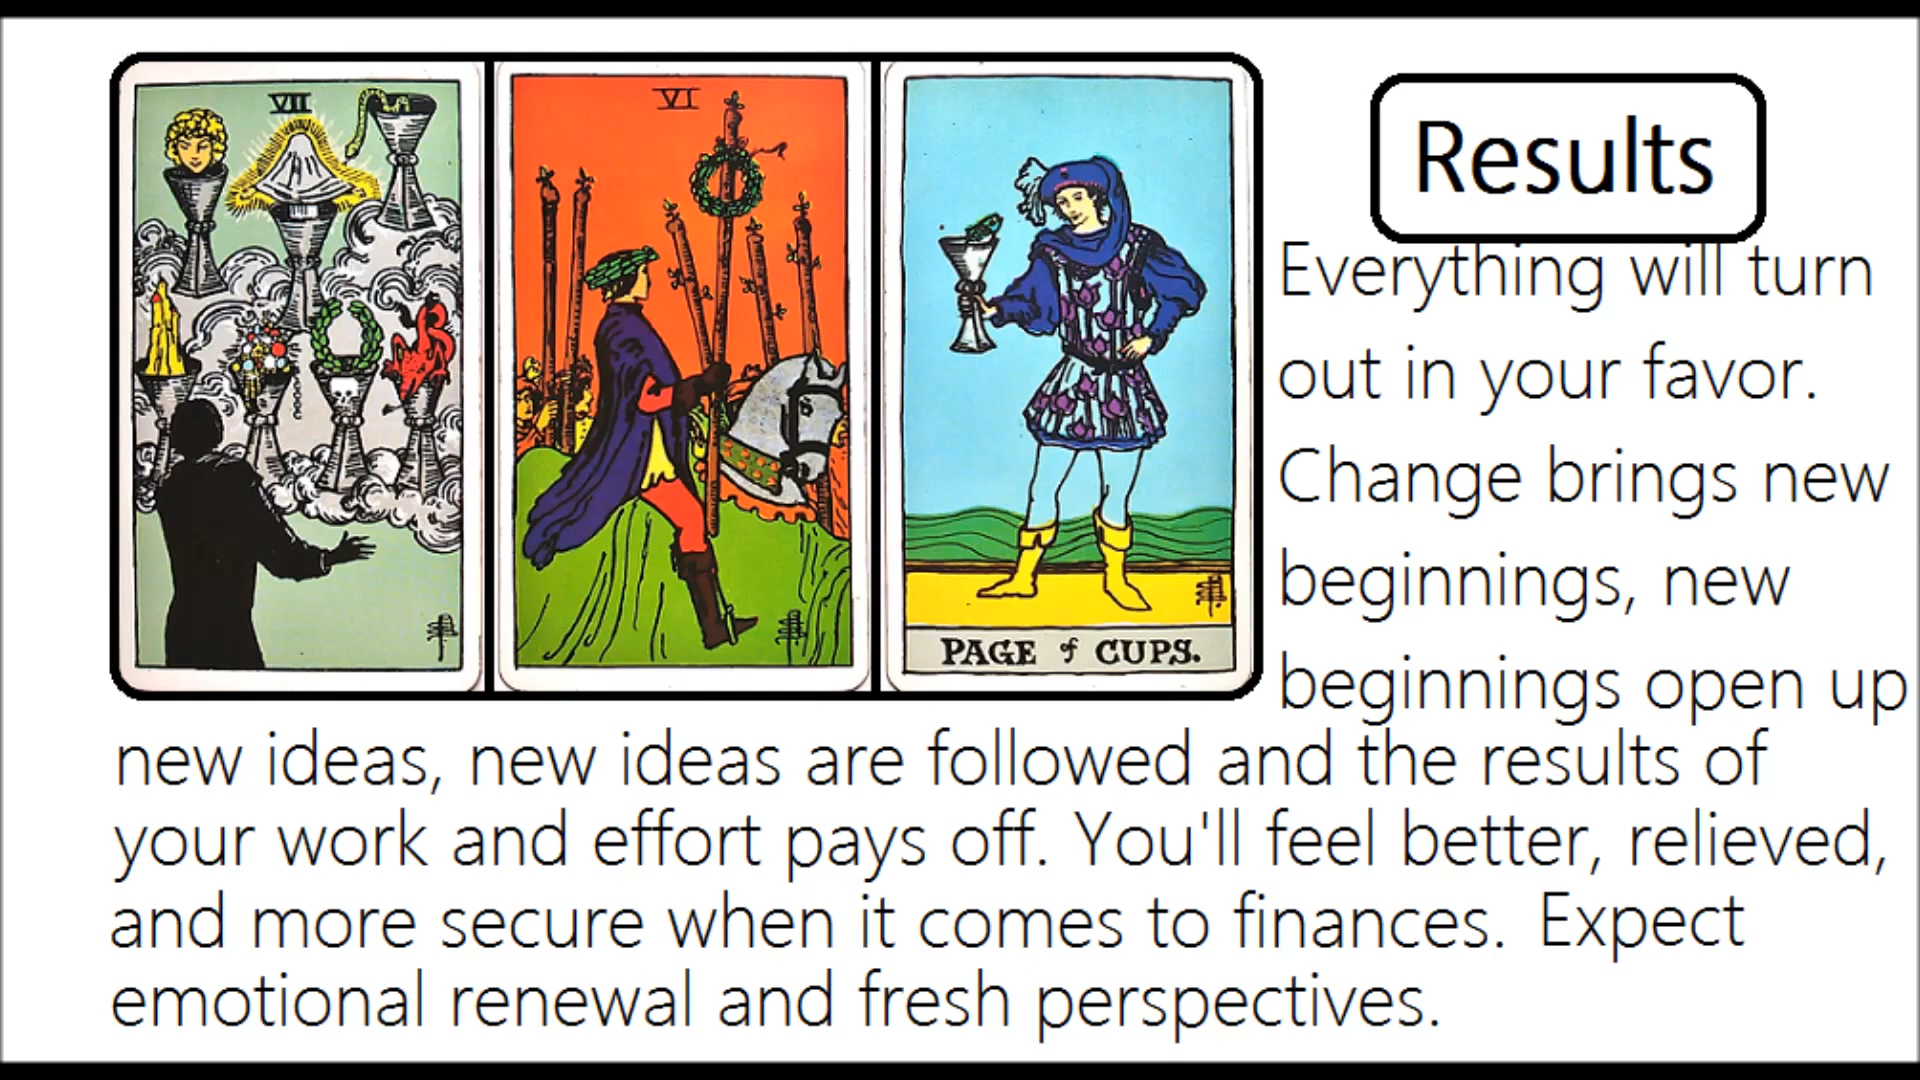 VII
VI
PAGE of CUPS.
Results
Everything will turn
out in your favor.
Change brings new
beginnings, new
beginnings open up
new ideas, new ideas are followed and the results of
your work and effort pays off. You'll feel better, relieved,
and more secure when it comes to finances. Expect
emotional renewal and fresh perspectives.